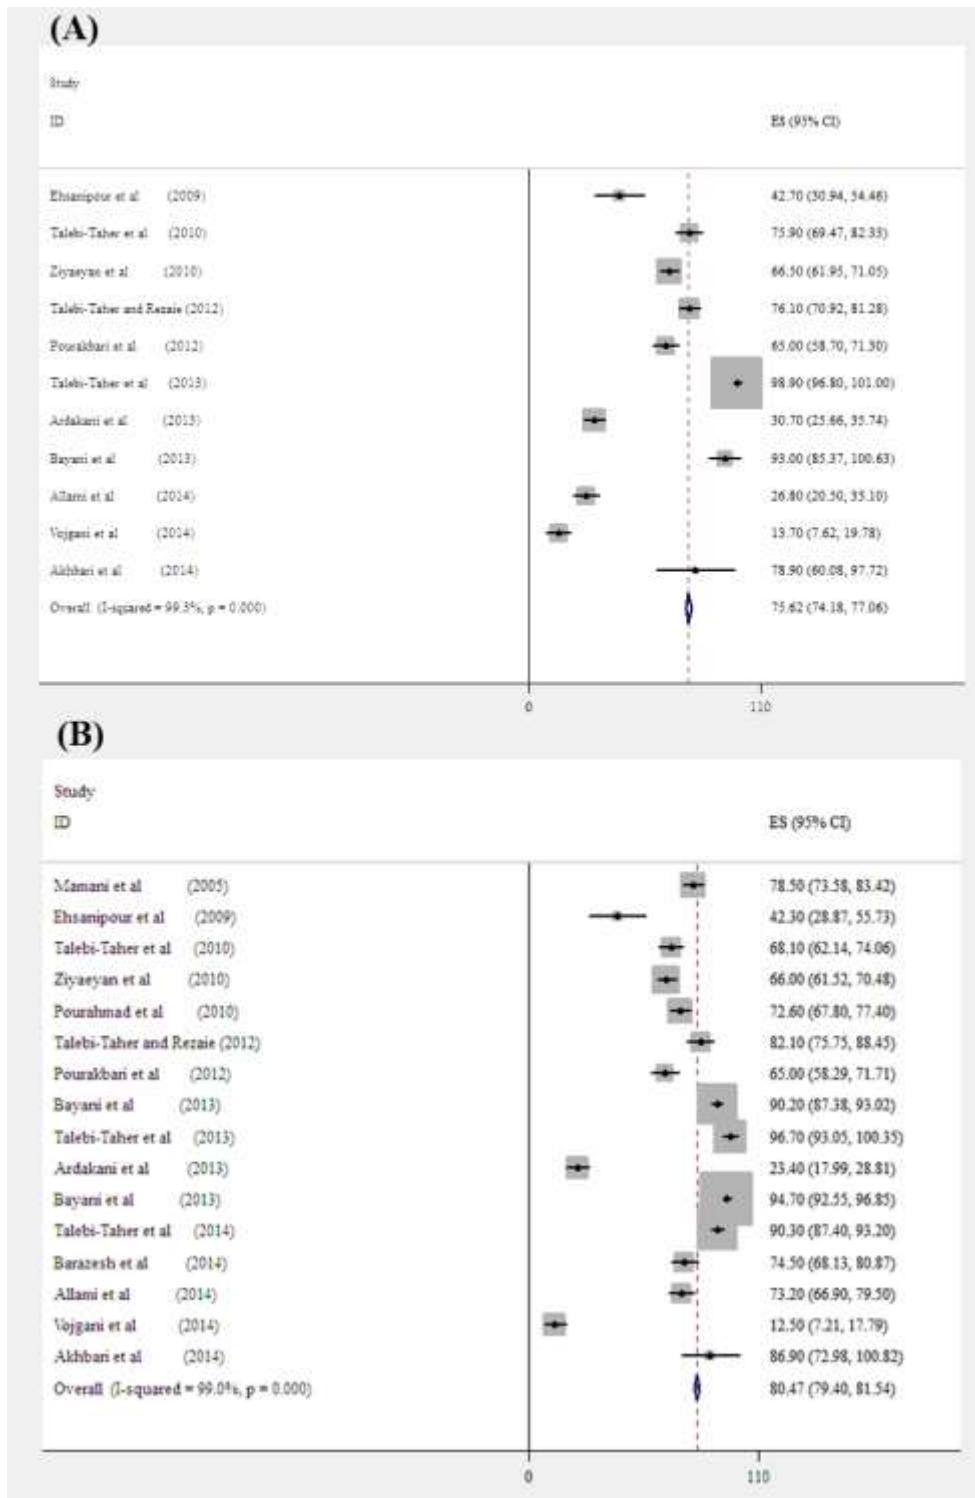 (A)
Study
ID ES (95% CI)
Ehsanipour et al (2009) 42.70 (30.94, 54.46)
Talebi-Taher et al (2010) 75.90 (69.47, 82.33)
Ziyaeyan et al (2010) 66.50 (61.95, 71.05)
Talebi-Taher and Rezaie (2012) 76.10 (70.92, 81.28)
Pourakbari et al (2012) 65.00 (58.70, 71.30)
Talebi-Taher et al (2013) 98.90 (96.80, 101.00)
Ardakani et al (2013) 30.70 (25.66, 35.74)
Bayani et al (2013) 93.00 (85.37, 100.63)
Allami et al (2014) 26.80 (20.50, 33.10)
Vojgani et al (2014) 13.70 (7.62, 19.78)
Akhbari et al (2014) 78.90 (60.08, 97.72)
Overall (I-squared = 99.3%, p = 0.000) 75.62 (74.18, 77.06)
0 110
(B)
Study
ID ES (95% CI)
Mamani et al (2005) 78.50 (73.58, 83.42)
Ehsanipour et al (2009) 42.30 (28.87, 55.73)
Talebi-Taher et al (2010) 68.10 (62.14, 74.06)
Ziyaeyan et al (2010) 66.00 (61.52, 70.48)
Pourahmad et al (2010) 72.60 (67.80, 77.40)
Talebi-Taher and Rezaie (2012) 82.10 (75.75, 88.45)
Pourakbari et al (2012) 65.00 (58.29, 71.71)
Bayani et al (2013) 90.20 (87.38, 93.02)
Talebi-Taher et al (2013) 96.70 (93.05, 100.35)
Ardakani et al (2013) 23.40 (17.99, 28.81)
Bayani et al (2013) 94.70 (92.55, 96.85)
Talebi-Taher et al (2014) 90.30 (87.40, 93.20)
Barazesh et al (2014) 74.50 (68.13, 80.87)
Allami et al (2014) 73.20 (66.90, 79.50)
Vojgani et al (2014) 12.50 (7.21, 17.79)
Akhbari et al (2014) 86.90 (72.98, 100.82)
Overall (I-squared = 99.0%, p = 0.000) 80.47 (79.40, 81.54)
0 110